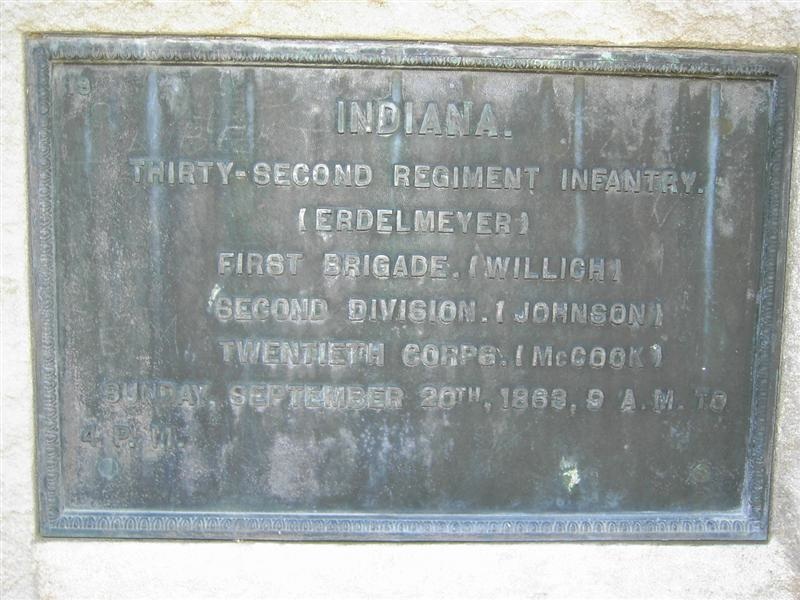 19
INDIANA.
THIRTY-SECOND REGIMENT INFANTRY.
(ERDELMEYER)
FIRST BRIGADE. (WILLICH)
SECOND DIVISION. (JOHNSON)
TWENTIETH CORPS. (McCOOK)
SUNDAY, SEPTEMBER 20TH, 1863, 9 A.M. TO
4 P.M.